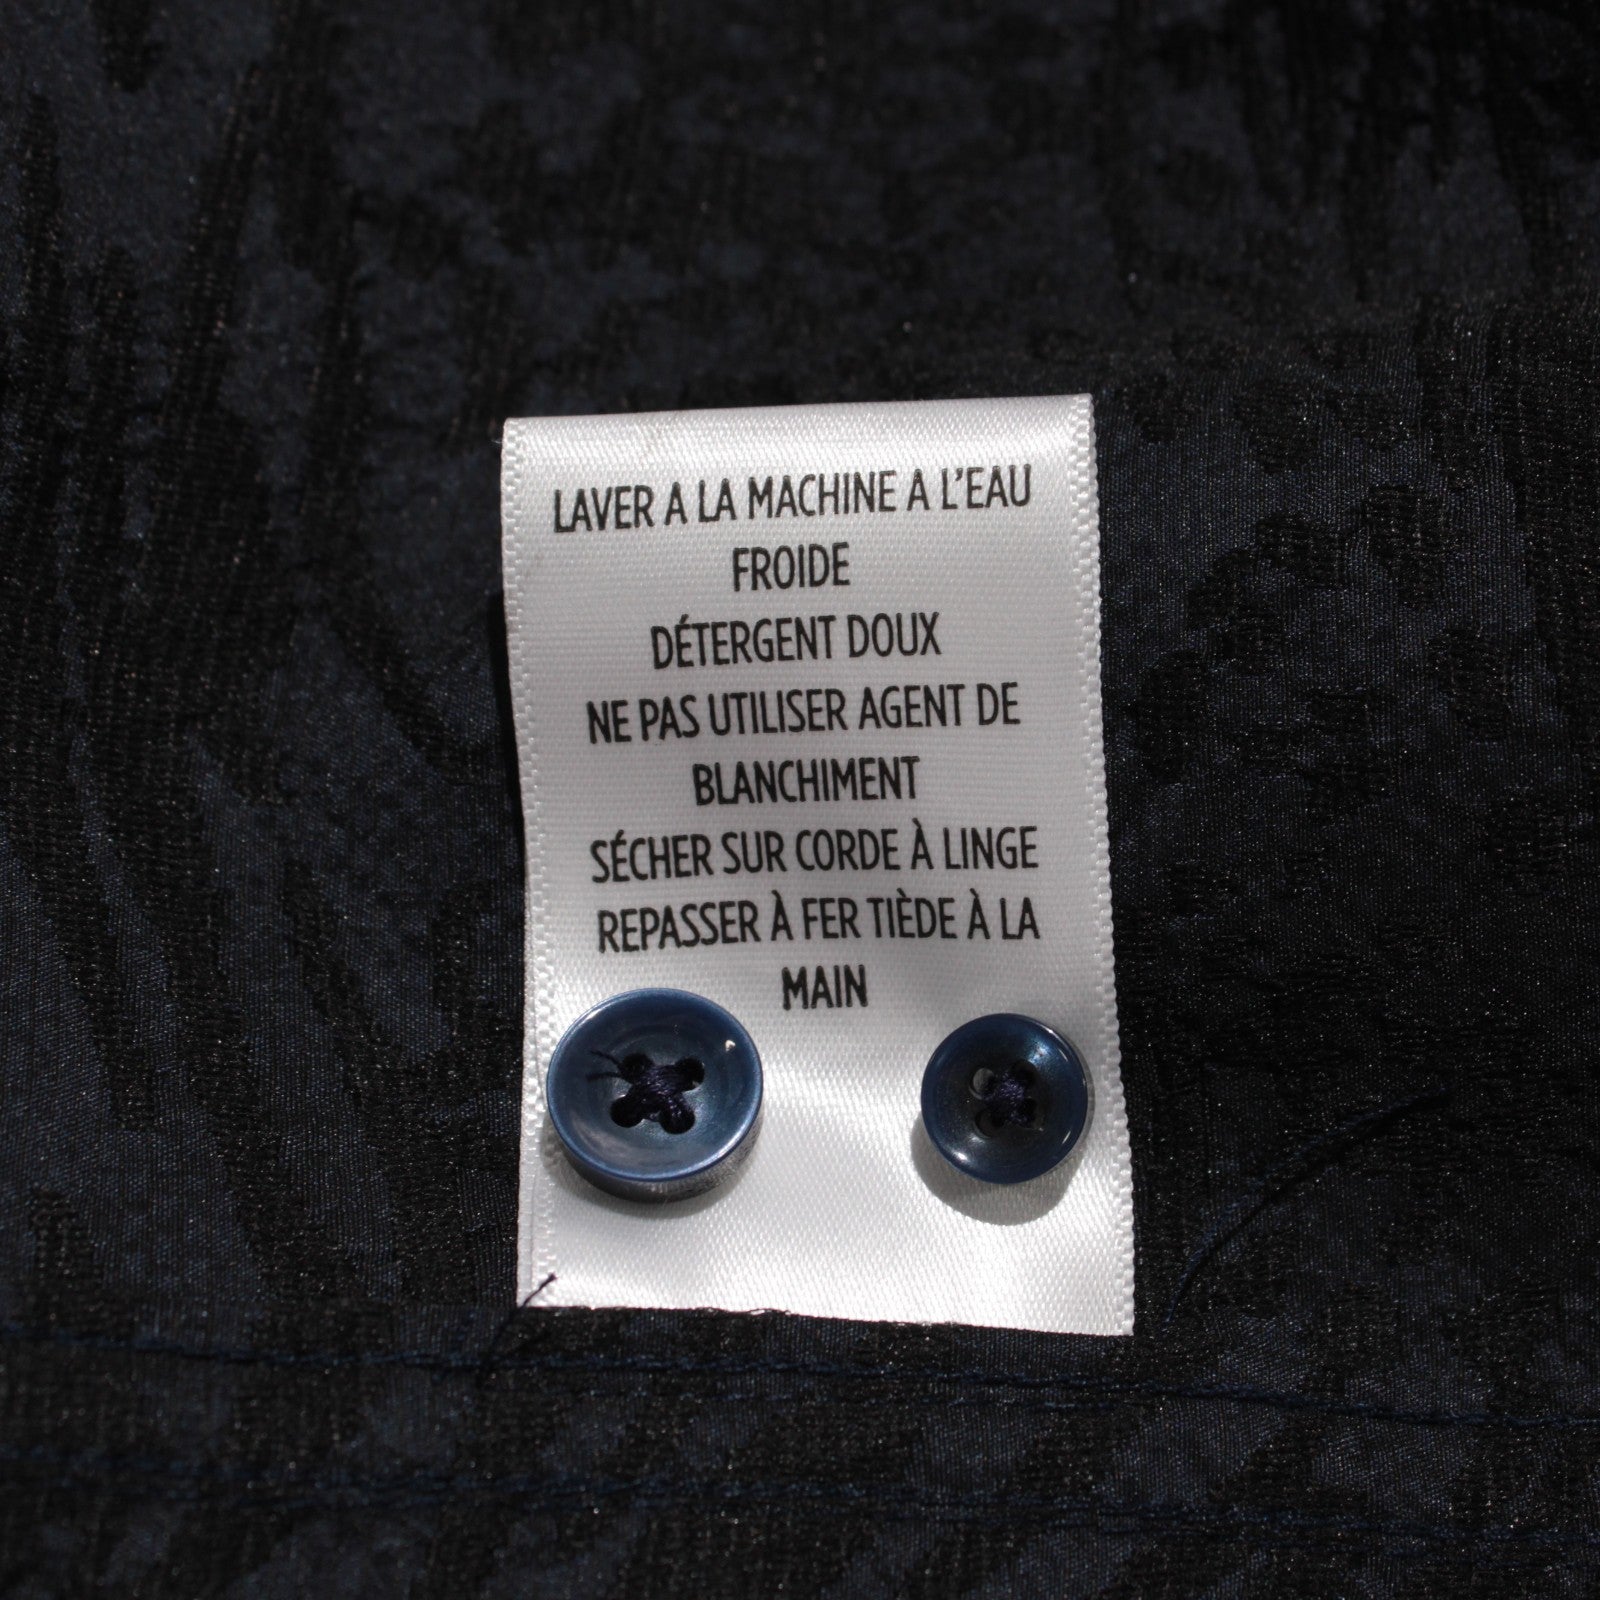 LAVER A LA MACHINE A L'EAU
FROIDE
DÉTERGENT DOUX
NE PAS UTILISER AGENT DE
BLANCHIMENT
SÉCHER SUR CORDE À LINGE
REPASSER À FER TIÈDE À LA
MAIN